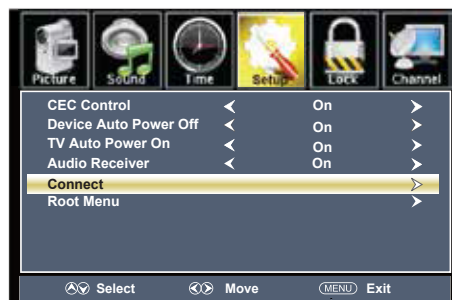 Picture Sound Time Setup Lock Channel
CEC Control On
Device Auto Power Off On
TV Auto Power On On
Audio Receiver On
Connect
Root Menu
Select Move MENU Exit